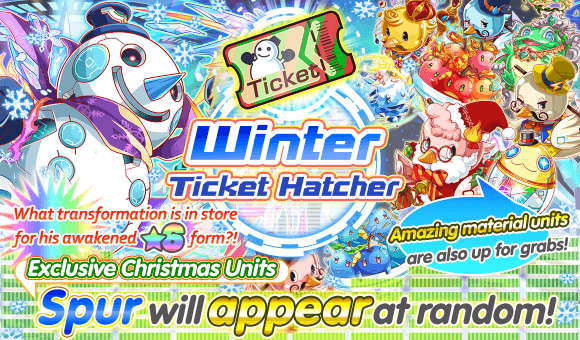 Ticket
Winter
Ticket Hatcher
What transformation is in store
for his awakened ★6 form?!
Amazing material units
are also up for grabs!
Exclusive Christmas Units
Spur will appear at random!